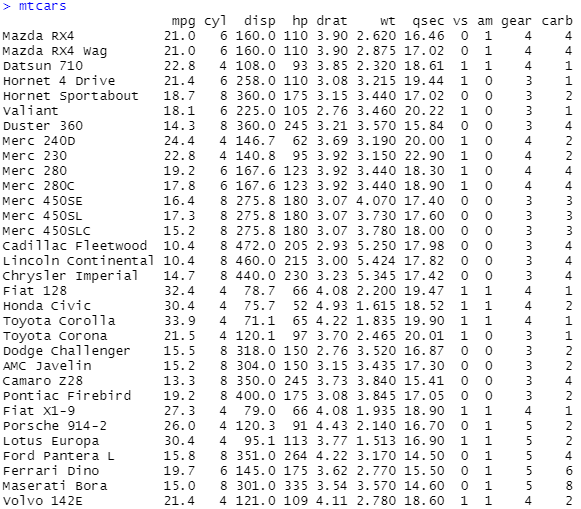 > mtcars
mpg cyl disp hp drat wt qsec vs am gear carb
Mazda RX4 21.0 6 160.0 110 3.90 2.620 16.46 0 1 4 4
Mazda RX4 Wag 21.0 6 160.0 110 3.90 2.875 17.02 0 1 4 4
Datsun 710 22.8 4 108.0 93 3.85 2.320 18.61 1 1 4 1
Hornet 4 Drive 21.4 6 258.0 110 3.08 3.215 19.44 1 0 3 1
Hornet Sportabout 18.7 8 360.0 175 3.15 3.440 17.02 0 0 3 2
Valiant 18.1 6 225.0 105 2.76 3.460 20.22 1 0 3 1
Duster 360 14.3 8 360.0 245 3.21 3.570 15.84 0 0 3 4
Merc 240D 24.4 4 146.7 62 3.69 3.190 20.00 1 0 4 2
Merc 230 22.8 4 140.8 95 3.92 3.150 22.90 1 0 4 2
Merc 280 19.2 6 167.6 123 3.92 3.440 18.30 1 0 4 4
Merc 280C 17.8 6 167.6 123 3.92 3.440 18.90 1 0 4 4
Merc 450SE 16.4 8 275.8 180 3.07 4.070 17.40 0 0 3 3
Merc 450SL 17.3 8 275.8 180 3.07 3.730 17.60 0 0 3 3
Merc 450SLC 15.2 8 275.8 180 3.07 3.780 18.00 0 0 3 3
Cadillac Fleetwood 10.4 8 472.0 205 2.93 5.250 17.98 0 0 3 4
Lincoln Continental 10.4 8 460.0 215 3.00 5.424 17.82 0 0 3 4
Chrysler Imperial 14.7 8 440.0 230 3.23 5.345 17.42 0 0 3 4
Fiat 128 32.4 4 78.7 66 4.08 2.200 19.47 1 1 4 1
Honda Civic 30.4 4 75.7 52 4.93 1.615 18.52 1 1 4 2
Toyota Corolla 33.9 4 71.1 65 4.22 1.835 19.90 1 1 4 1
Toyota Corona 21.5 4 120.1 97 3.70 2.465 20.01 1 0 3 1
Dodge Challenger 15.5 8 318.0 150 2.76 3.520 16.87 0 0 3 2
AMC Javelin 15.2 8 304.0 150 3.15 3.435 17.30 0 0 3 2
Camaro Z28 13.3 8 350.0 245 3.73 3.840 15.41 0 0 3 4
Pontiac Firebird 19.2 8 400.0 175 3.08 3.845 17.05 0 0 3 2
Fiat X1-9 27.3 4 79.0 66 4.08 1.935 18.90 1 1 4 1
Porsche 914-2 26.0 4 120.3 91 4.43 2.140 16.70 0 1 5 2
Lotus Europa 30.4 4 95.1 113 3.77 1.513 16.90 1 1 5 2
Ford Pantera L 15.8 8 351.0 264 4.22 3.170 14.50 0 1 5 4
Ferrari Dino 19.7 6 145.0 175 3.62 2.770 15.50 0 1 5 6
Maserati Bora 15.0 8 301.0 335 3.54 3.570 14.60 0 1 5 8
Volvo 142E 21.4 4 121.0 109 4.11 2.780 18.60 1 1 4 2